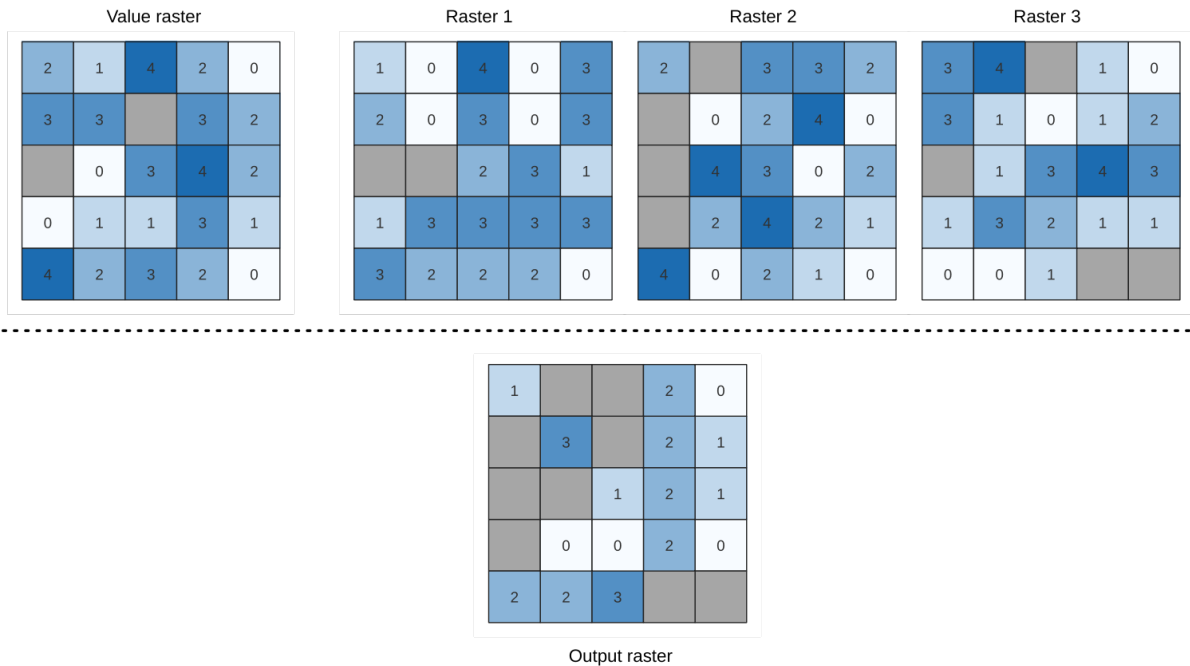 Value raster Raster 1 Raster 2 Raster 3
2 1 4 2 0 1 0 4 0 3 2 3 3 2 3 4 1 0
3 3 3 2 2 0 3 0 3 0 2 4 0 3 1 0 1 2
0 3 4 2 2 3 1 4 3 0 2 1 3 4 3
0 1 1 3 1 1 3 3 3 3 2 4 2 1 1 3 2 1 1
4 2 3 2 0 3 2 2 2 0 4 0 2 1 0 0 0 1
1 2 0
3 2 1
1 2 1
0 0 2 0
2 2 3
Output raster